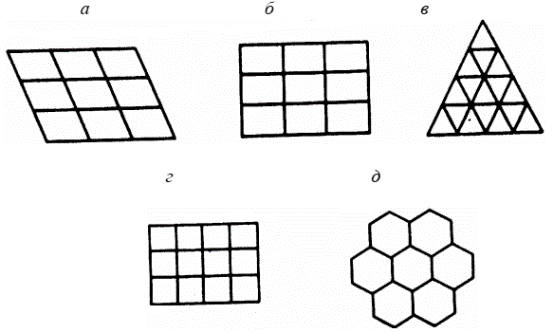 а б в
г д